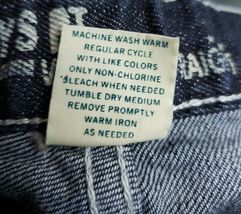 MACHINE WASH WARM
REGULAR CYCLE
WITH LIKE COLORS
ONLY NON-CHLORINE
BLEACH WHEN NEEDED
TUMBLE DRY MEDIUM
REMOVE PROMPTLY
WARM IRON
AS NEEDED